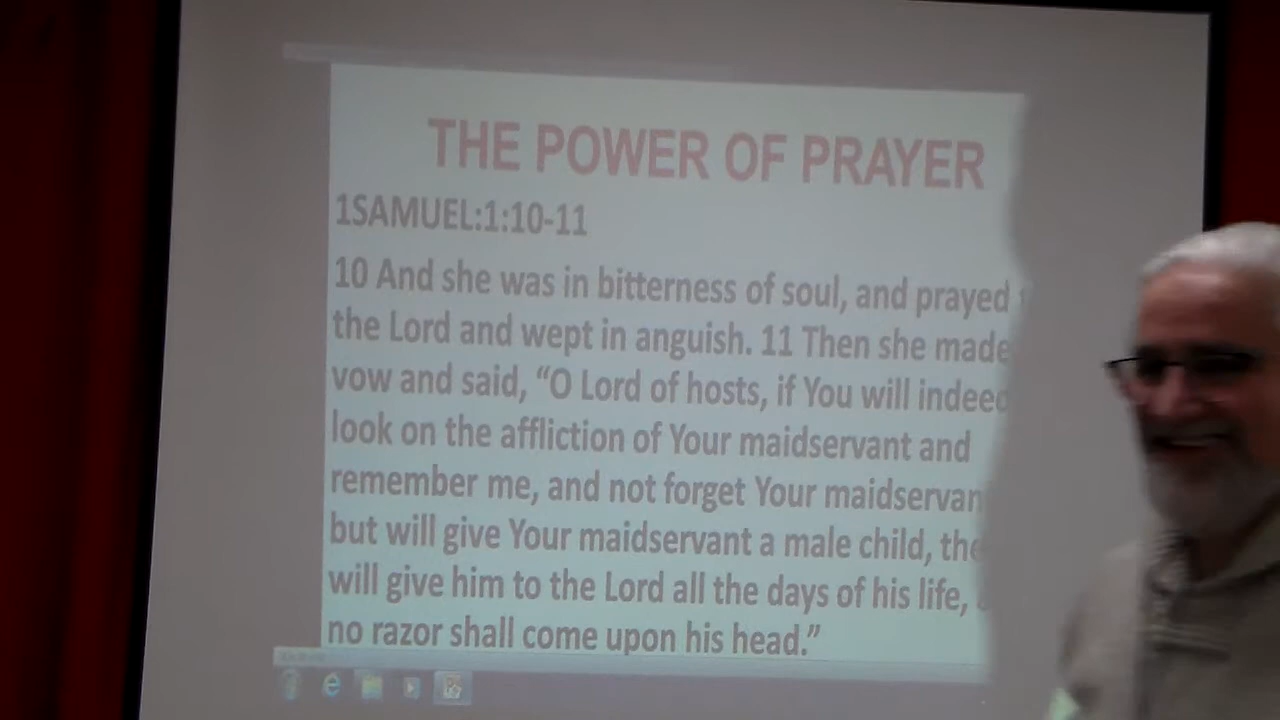 THE POWER OF PRAYER
1SAMUEL:1:10-11
10 And she was in bitterness of soul, and prayed
the Lord and wept in anguish. 11 Then she made
vow and said, “O Lord of hosts, if You will indeed
look on the affliction of Your maidservant and
remember me, and not forget Your maidservan
but will give Your maidservant a male child, the
will give him to the Lord all the days of his life,
no razor shall come upon his head.”